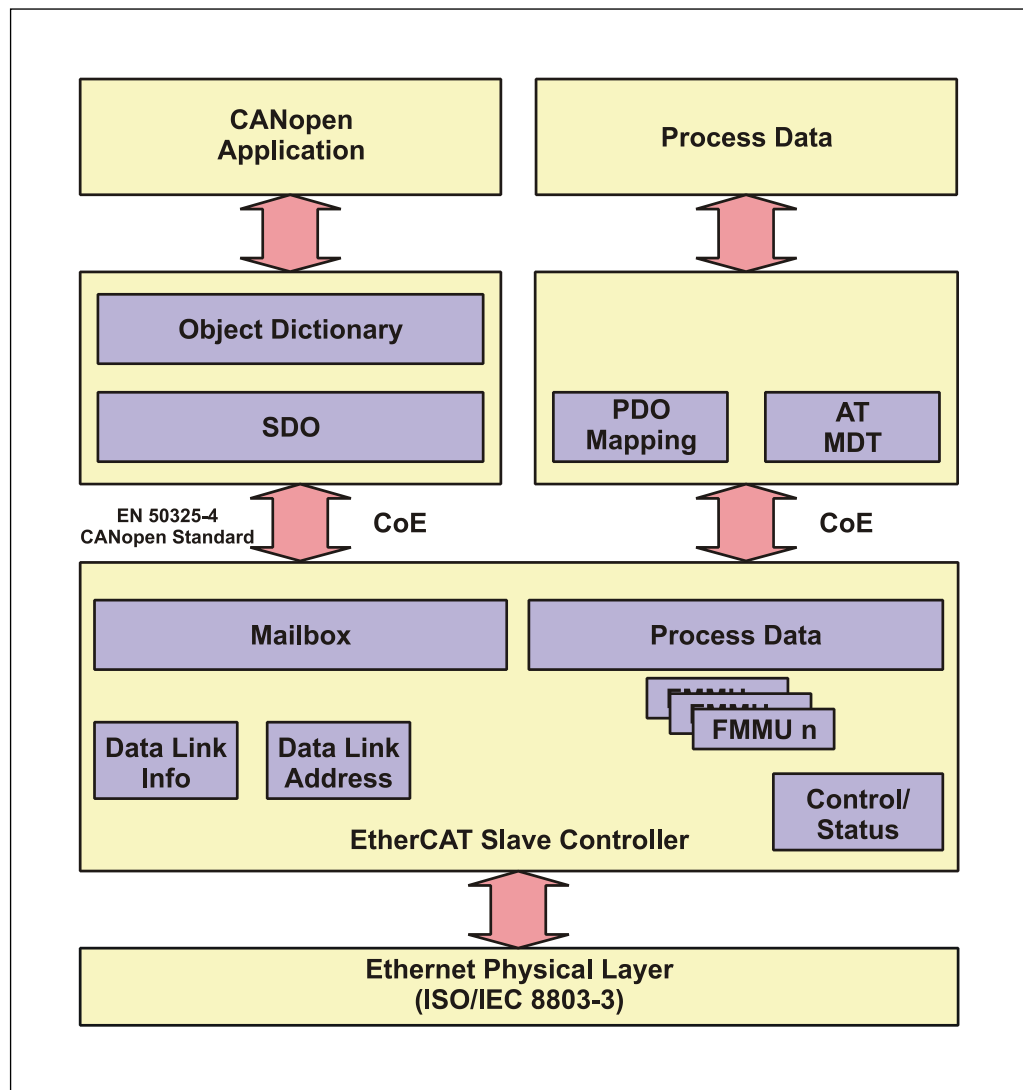 CANopen
Application
Process Data
Object Dictionary
SDO
PDO
Mapping
AT
MDT
EN 50325-4
CANopen Standard
CoE
CoE
Mailbox
Process Data
FMMU
FMMU
FMMU n
Data Link
Info
Data Link
Address
Control/
Status
EtherCAT Slave Controller
Ethernet Physical Layer
(ISO/IEC 8803-3)